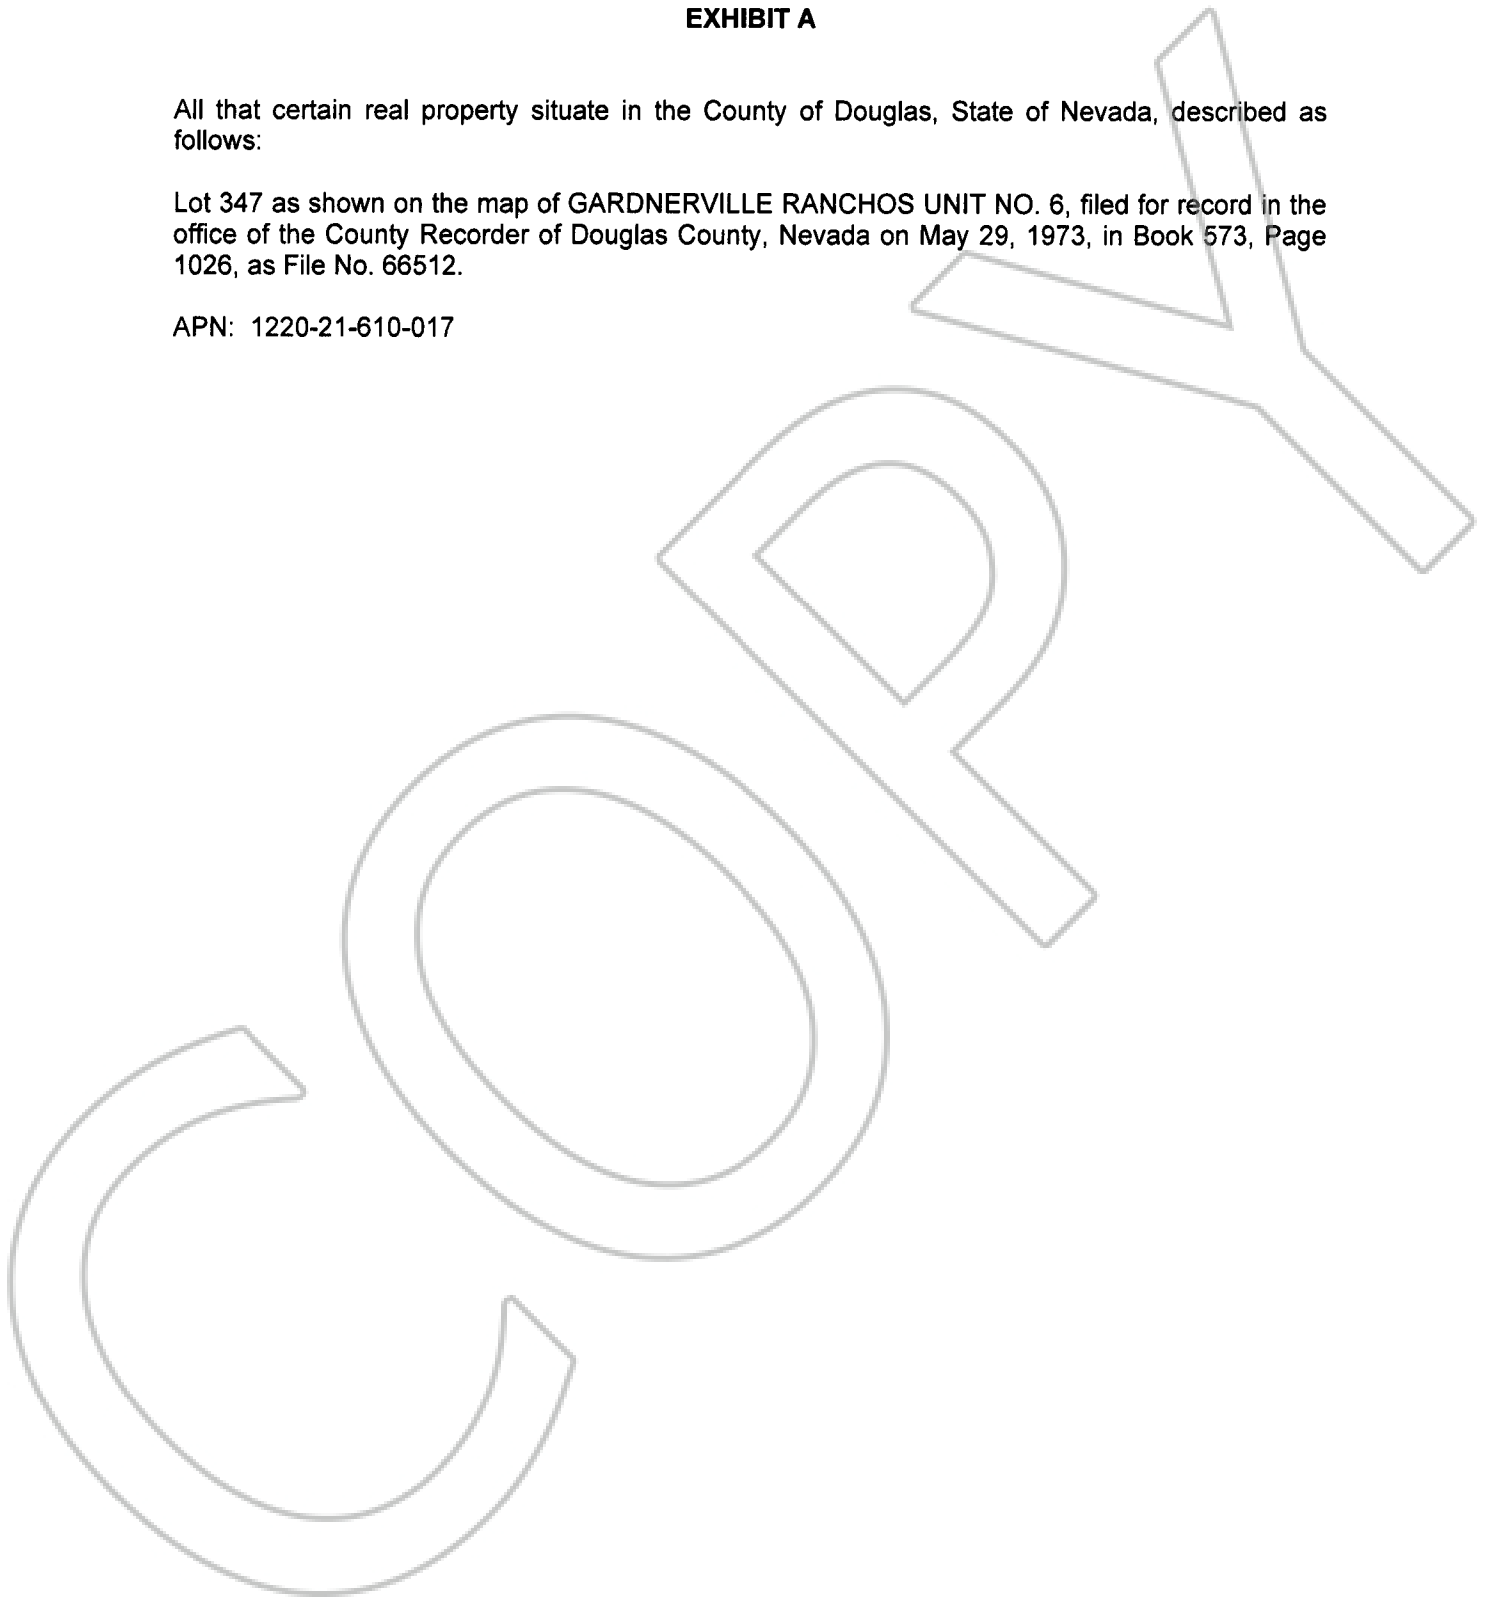 EXHIBIT A
All that certain real property situate in the County of Douglas, State of Nevada, described as
follows:
Lot 347 as shown on the map of GARDNERVILLE RANCHOS UNIT NO. 6, filed for record in the
office of the County Recorder of Douglas County, Nevada on May 29, 1973, in Book 573, Page
1026, as File No. 66512.
APN: 1220-21-610-017
COPY